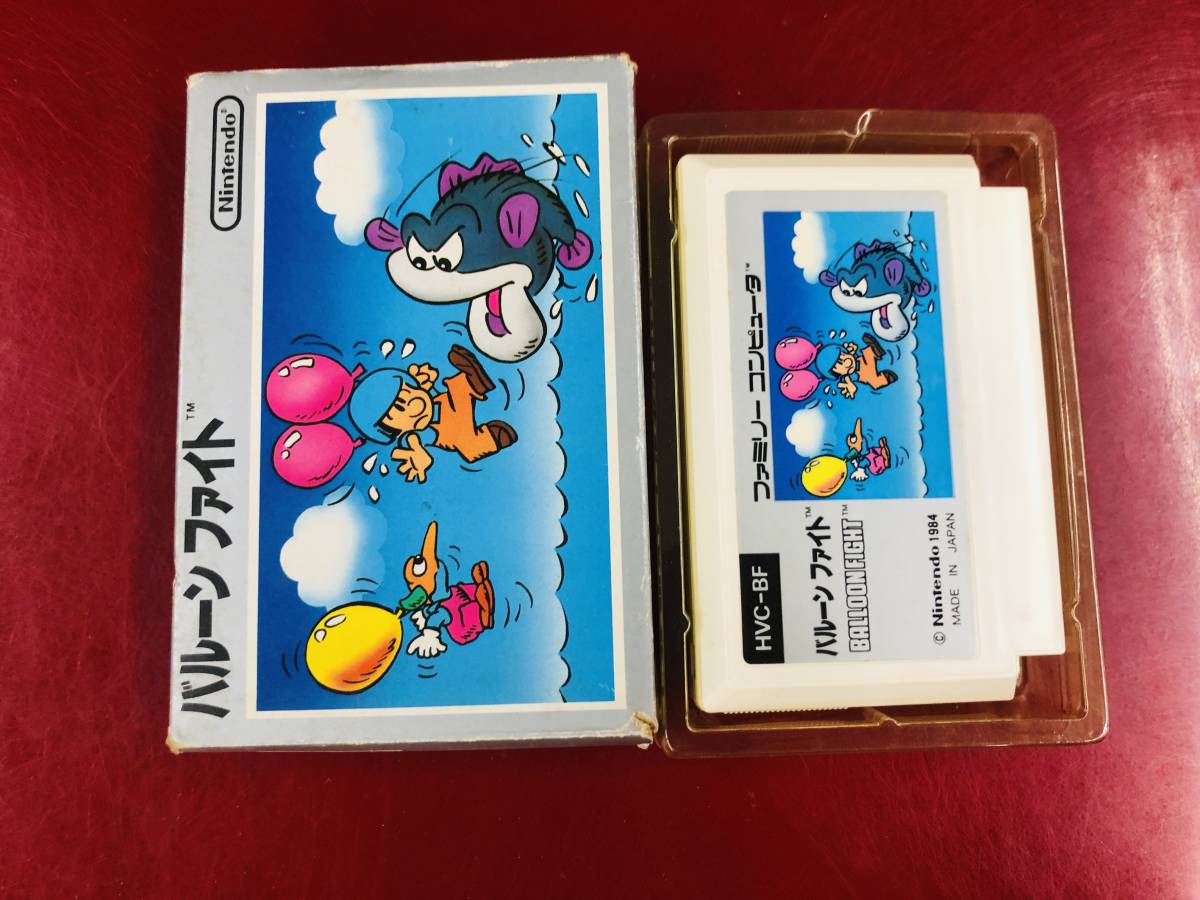 Nintendo®
バルーン ファイト™
ファミリー コンピュータ™
HVC-BF
バルーン ファイト™
BALLOON FIGHT™
© Nintendo 1984
MADE IN JAPAN